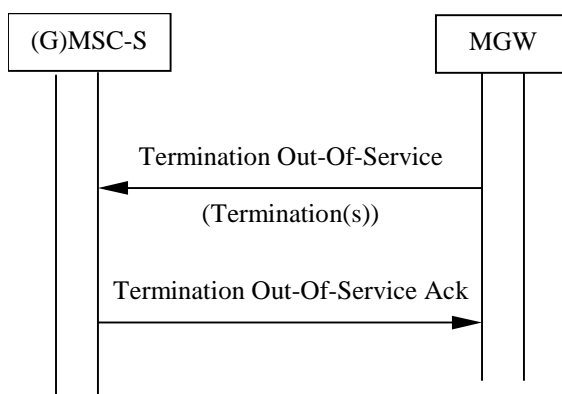 (G)MSC-S
MGW
Termination Out-Of-Service
(Termination(s))
Termination Out-Of-Service Ack